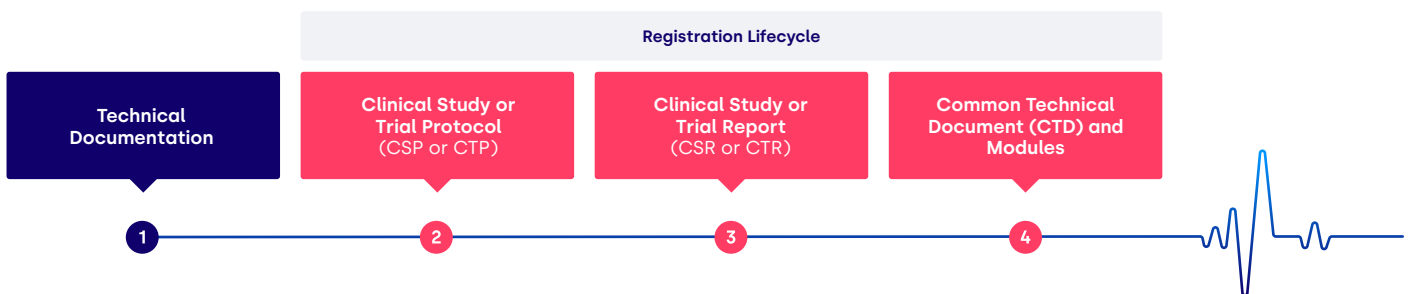 Registration Lifecycle
Technical
Documentation
Clinical Study or
Trial Protocol
(CSP or CTP)
Clinical Study or
Trial Report
(CSR or CTR)
Common Technical
Document (CTD) and
Modules
1
2
3
4